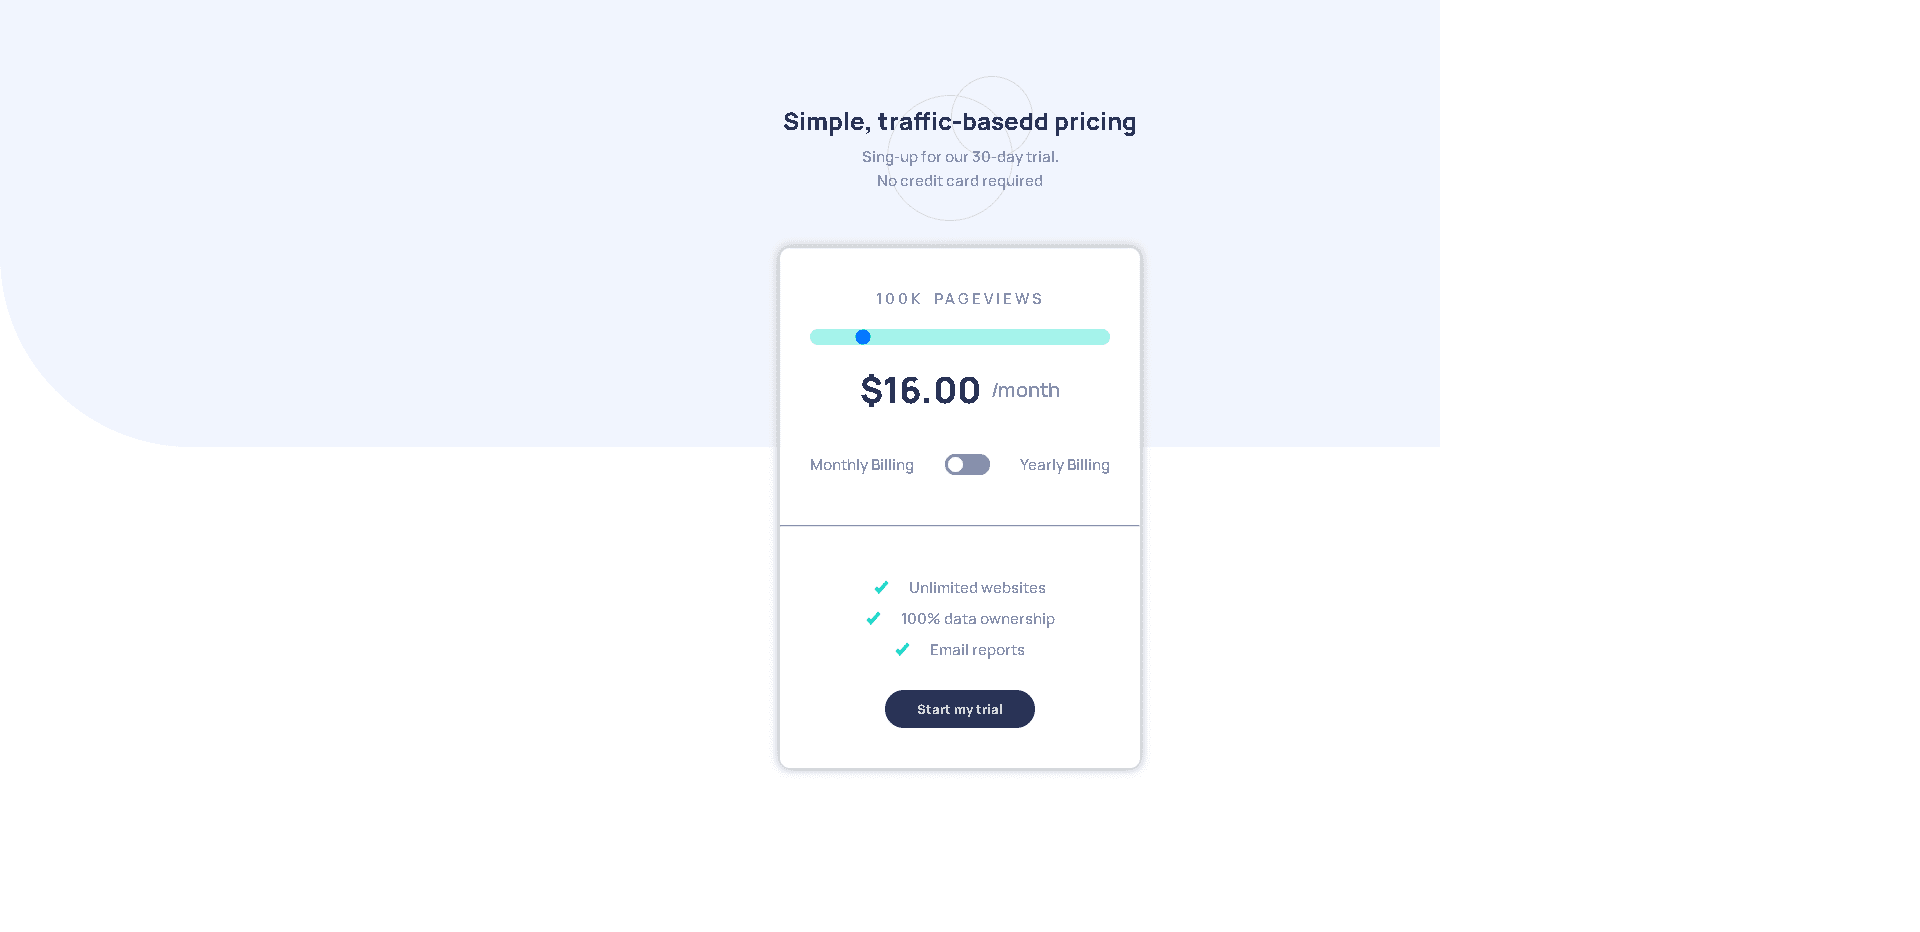 Simple, traffic-basedd pricing
Sing-up for our 30-day trial.
No credit card required
100K PAGEVIEWS
$16.00 /month
Monthly Billing Yearly Billing
Unlimited websites
100% data ownership
Email reports
Start my trial